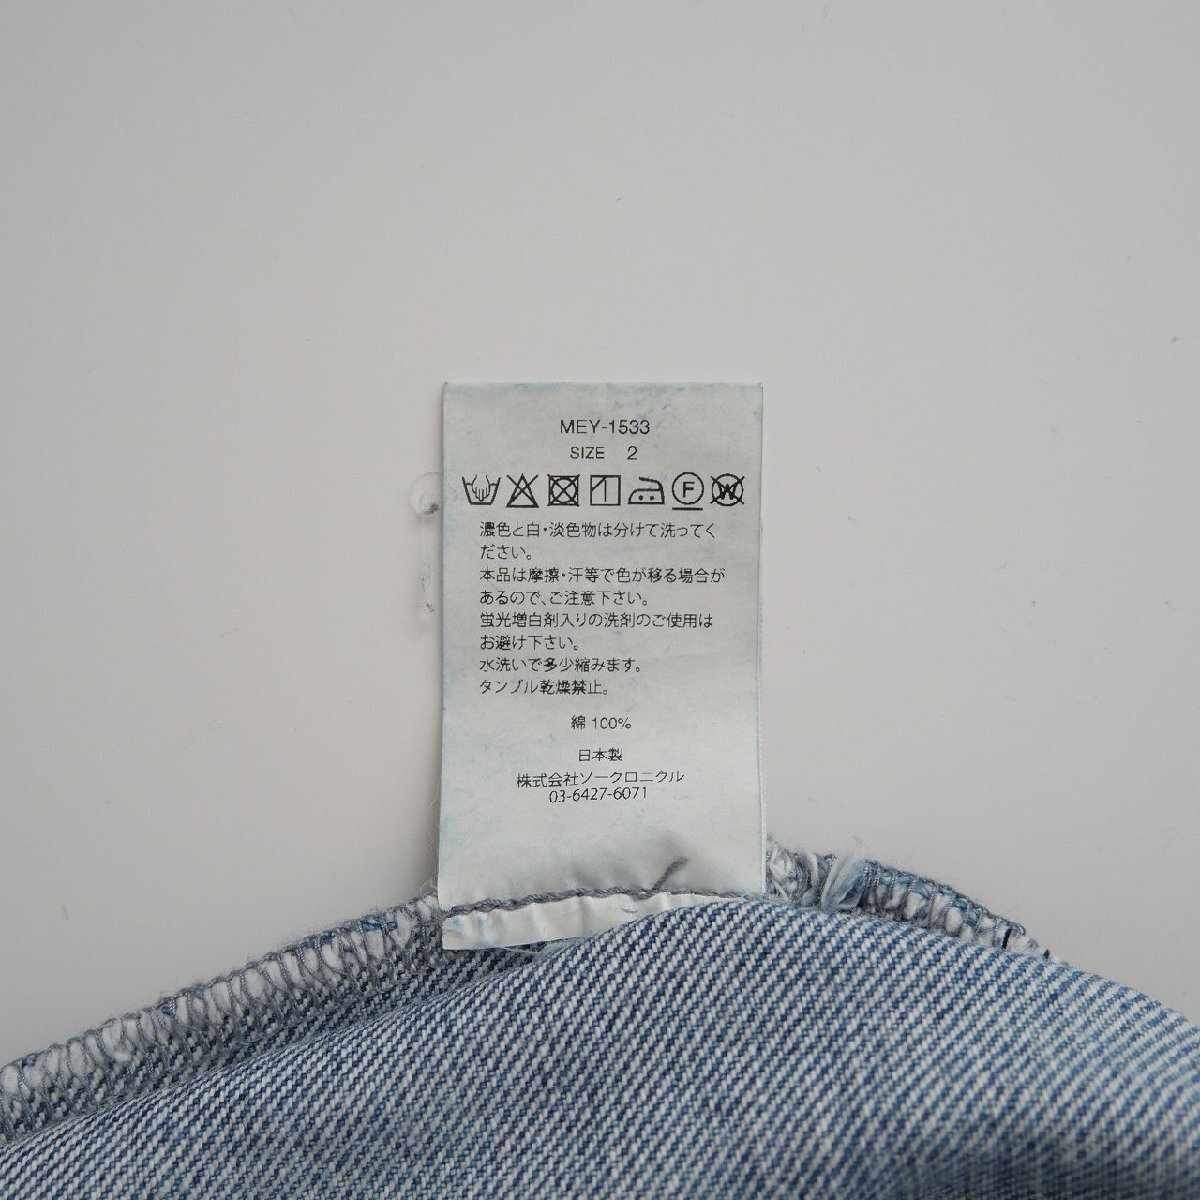 MEY-1533
SIZE 2
F W
濃色と白・淡色物は分けて洗ってく
ださい。
本品は摩擦・汗等で色が移る場合が
あるので、ご注意下さい。
蛍光増白剤入りの洗剤のご使用は
お避け下さい。
水洗いで多少縮みます。
タンブル乾燥禁止。
綿 100%
日本製
株式会社ソークロニクル
03-6427-6071